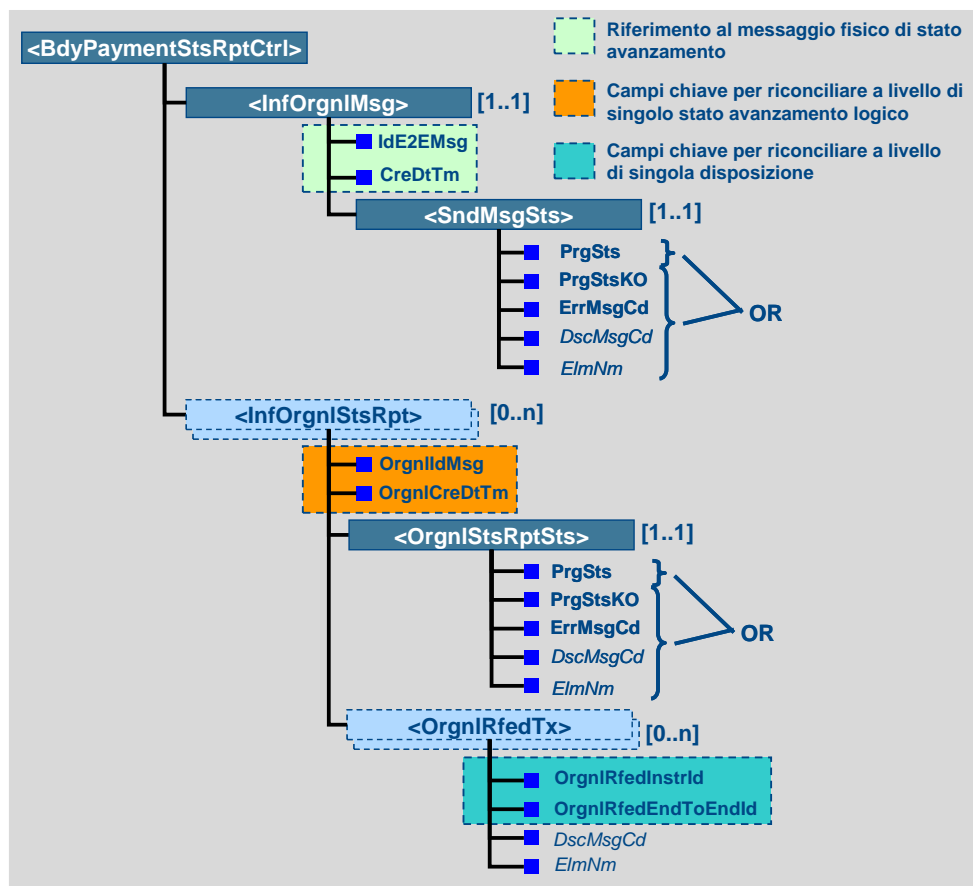 <BdyPaymentStsRptCtrl>
Riferimento al messaggio fisico di stato
avanzamento
<InfOrgnlMsg> [1..1]
Campi chiave per riconciliare a livello di
singolo stato avanzamento logico
IdE2EMsg
CreDtTm
Campi chiave per riconciliare a livello
di singola disposizione
<SndMsgSts> [1..1]
PrgSts
PrgStsKO
ErrMsgCd
OR
DscMsgCd
ElmNm
<InfOrgnlStsRpt> [0..n]
OrgnlIdMsg
OrgnlCreDtTm
<OrgnlStsRptSts> [1..1]
PrgSts
PrgStsKO
ErrMsgCd
OR
DscMsgCd
ElmNm
<OrgnlRfedTx> [0..n]
OrgnlRfedInstrId
OrgnlRfedEndToEndId
DscMsgCd
ElmNm